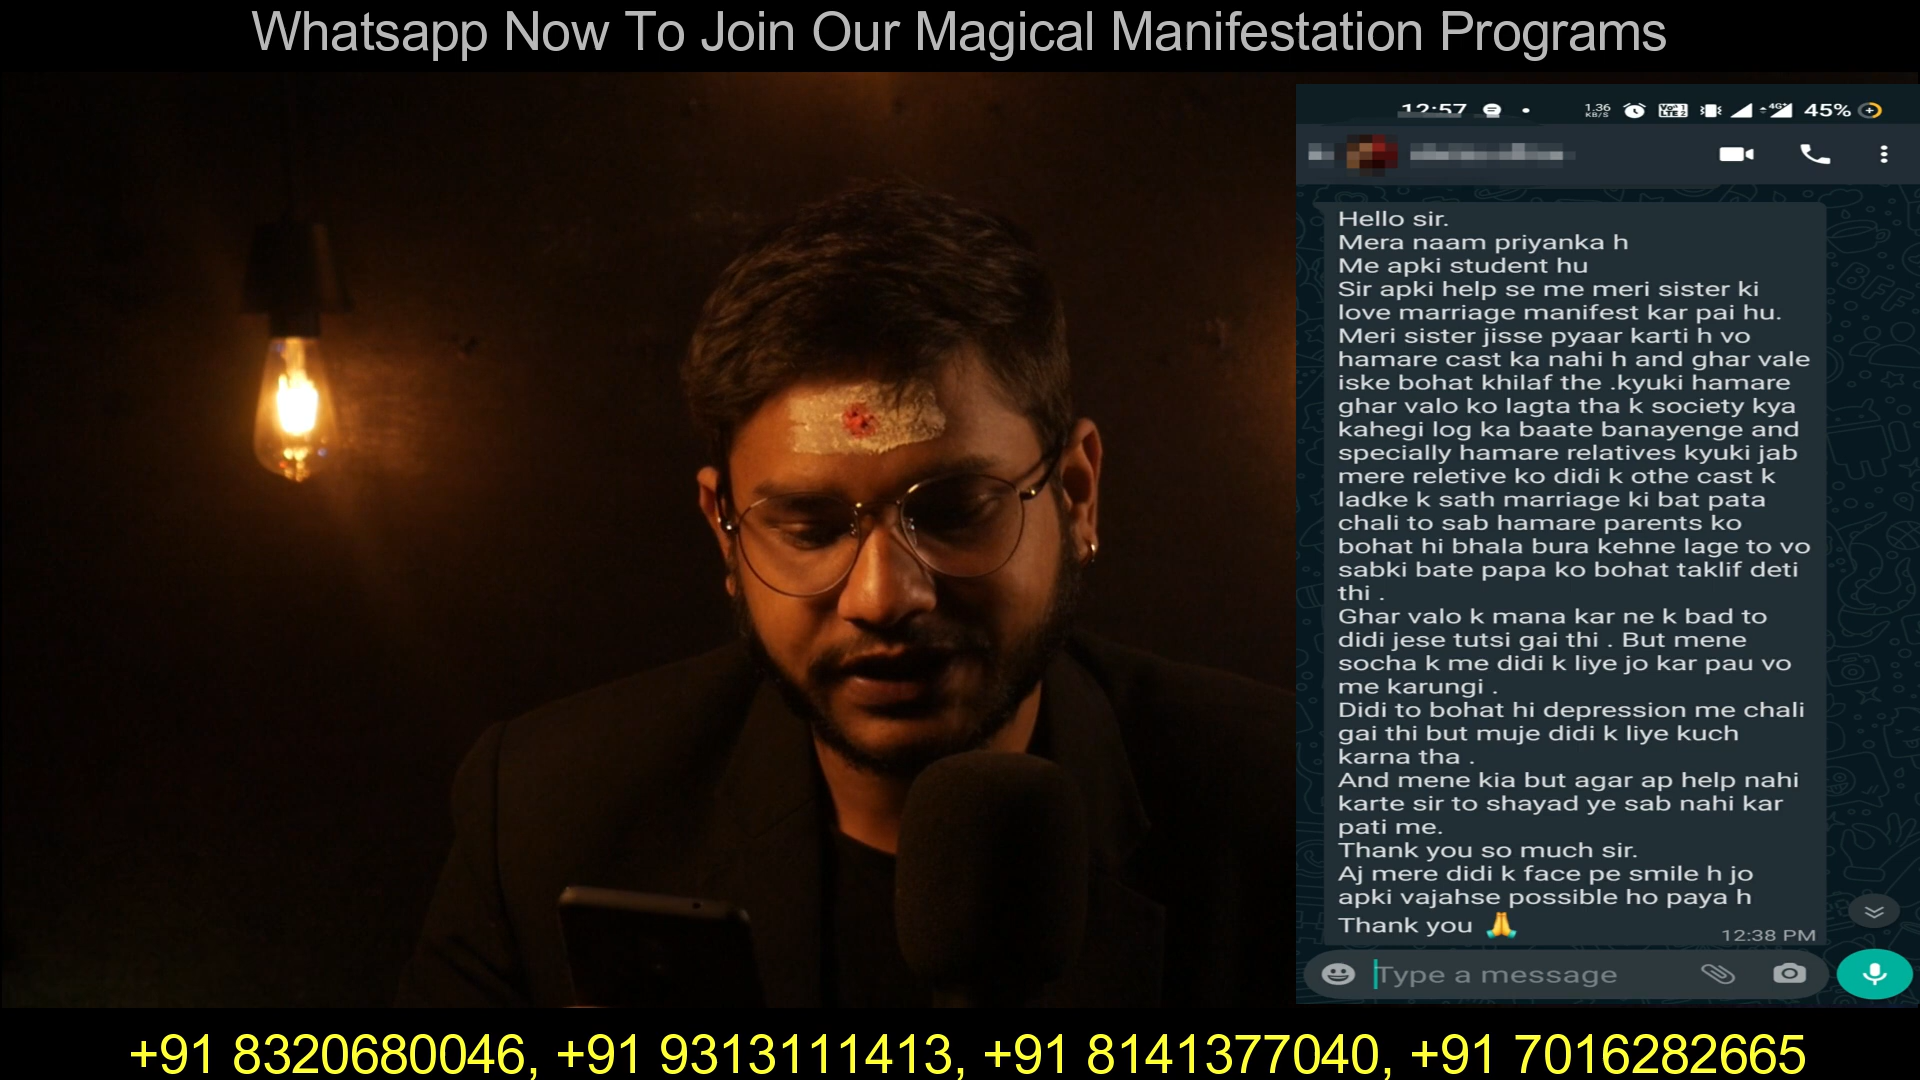 Whatsapp Now To Join Our Magical Manifestation Programs
12:57
1.36
KB/S
Vo 1
LTE 2
4G+
45%
Hello sir.
Mera naam priyanka h
Me apki student hu
Sir apki help se me meri sister ki
love marriage manifest kar pai hu.
Meri sister jisse pyaar karti h vo
hamare cast ka nahi h and ghar vale
iske bohat khilaf the .kyuki hamare
ghar valo ko lagta tha k society kya
kahegi log ka baate banayenge and
specially hamare relatives kyuki jab
mere reletive ko didi k othe cast k
ladke k sath marriage ki bat pata
chali to sab hamare parents ko
bohat hi bhala bura kehne lage to vo
sabki bate papa ko bohat taklif deti
thi .
Ghar valo k mana kar ne k bad to
didi jese tutsi gai thi . But mene
socha k me didi k liye jo kar pau vo
me karungi .
Didi to bohat hi depression me chali
gai thi but muje didi k liye kuch
karna tha .
And mene kia but agar ap help nahi
karte sir to shayad ye sab nahi kar
pati me.
Thank you so much sir.
Aj mere didi k face pe smile h jo
apki vajahse possible ho paya h
Thank you 🙏
12:38 PM
Type a message
+91 8320680046, +91 9313111413, +91 8141377040, +91 7016282665